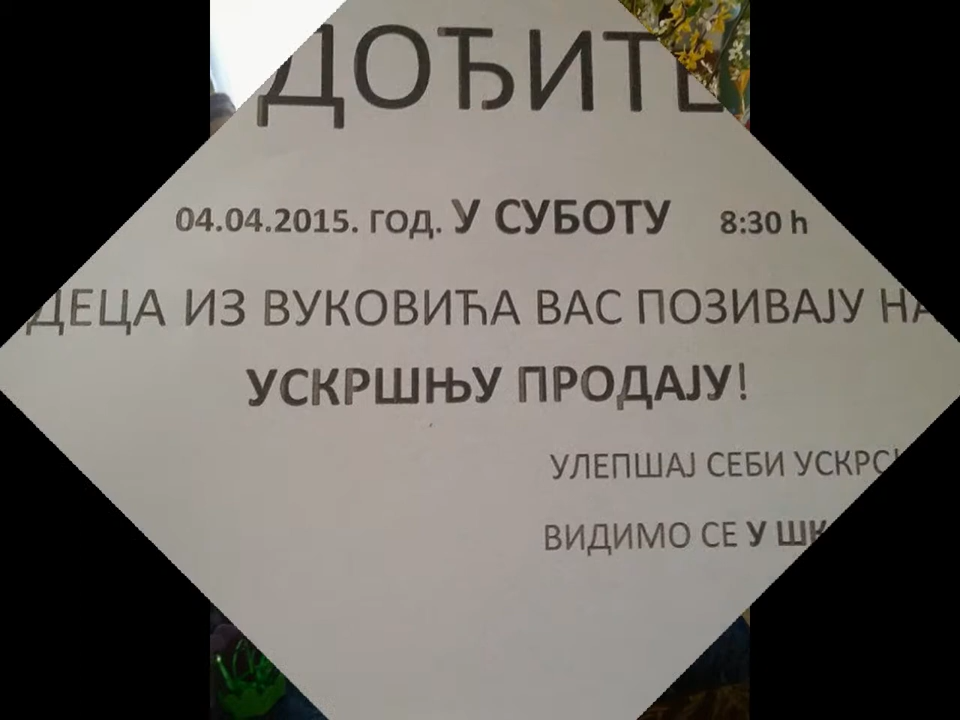 ДОЂИТЕ
04.04.2015. год. У СУБОТУ 8:30 h
ДЕЦА ИЗ ВУКОВИЋА ВАС ПОЗИВАЈУ НА
УСКРШЊУ ПРОДАЈУ!
УЛЕПШАЈ СЕБИ
ВИДИМО СЕ У